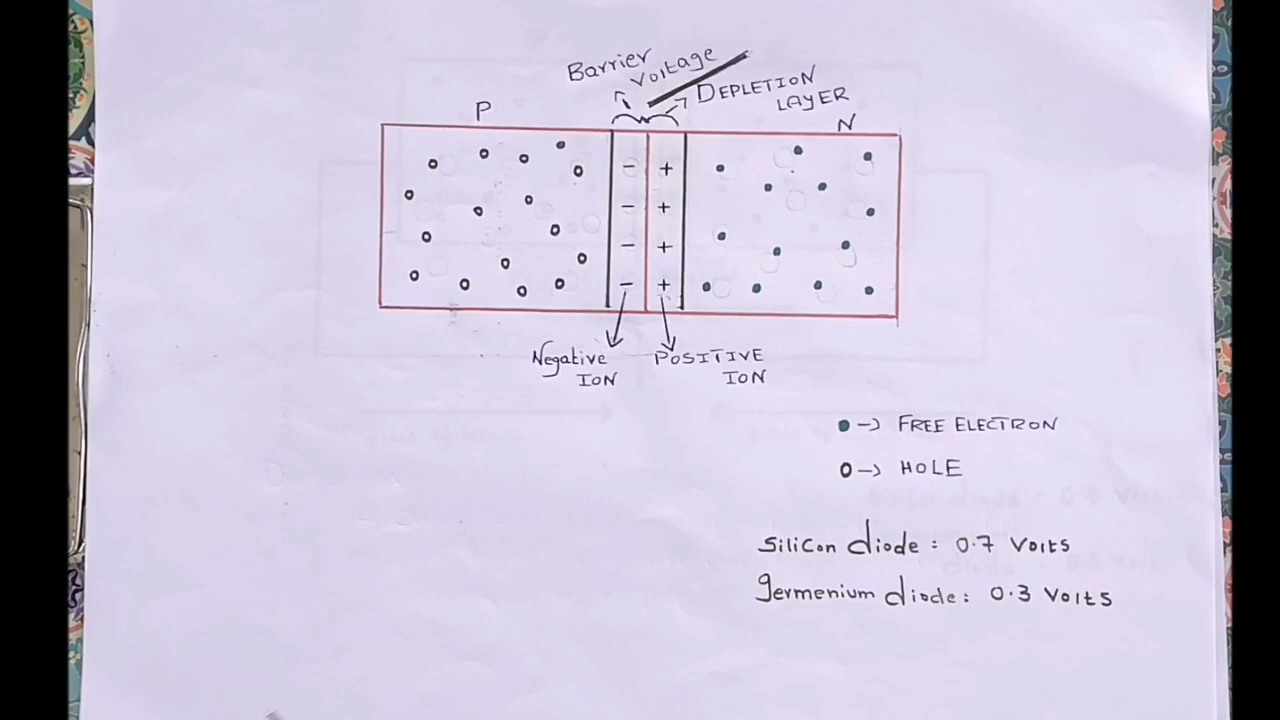 Barrier
Voltage
DEPLETION
LAYER
P
N
- +
- +
- +
- +
Negative
ION
POSITIVE
ION
●-> FREE ELECTRON
o-> HOLE
Silicon diode: 0.7 Volts
germenium diode: 0.3 Volts